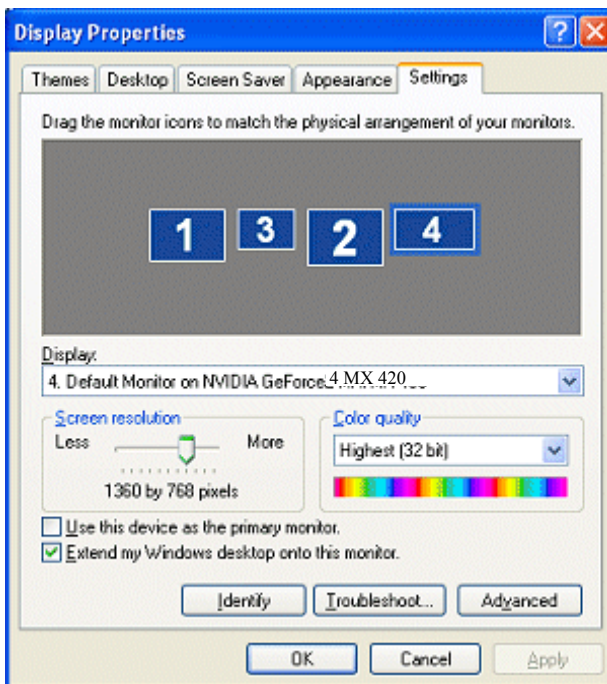 Display Properties
Themes Desktop Screen Saver Appearance Settings
Drag the monitor icons to match the physical arrangement of your monitors.
1 3 2 4
Display:
4. Default Monitor on NVIDIA GeForce 4 MX 420
Screen resolution
Less More
1360 by 768 pixels
Color quality
Highest (32 bit)
Use this device as the primary monitor.
Extend my Windows desktop onto this monitor.
Identify Troubleshoot... Advanced
OK Cancel Apply